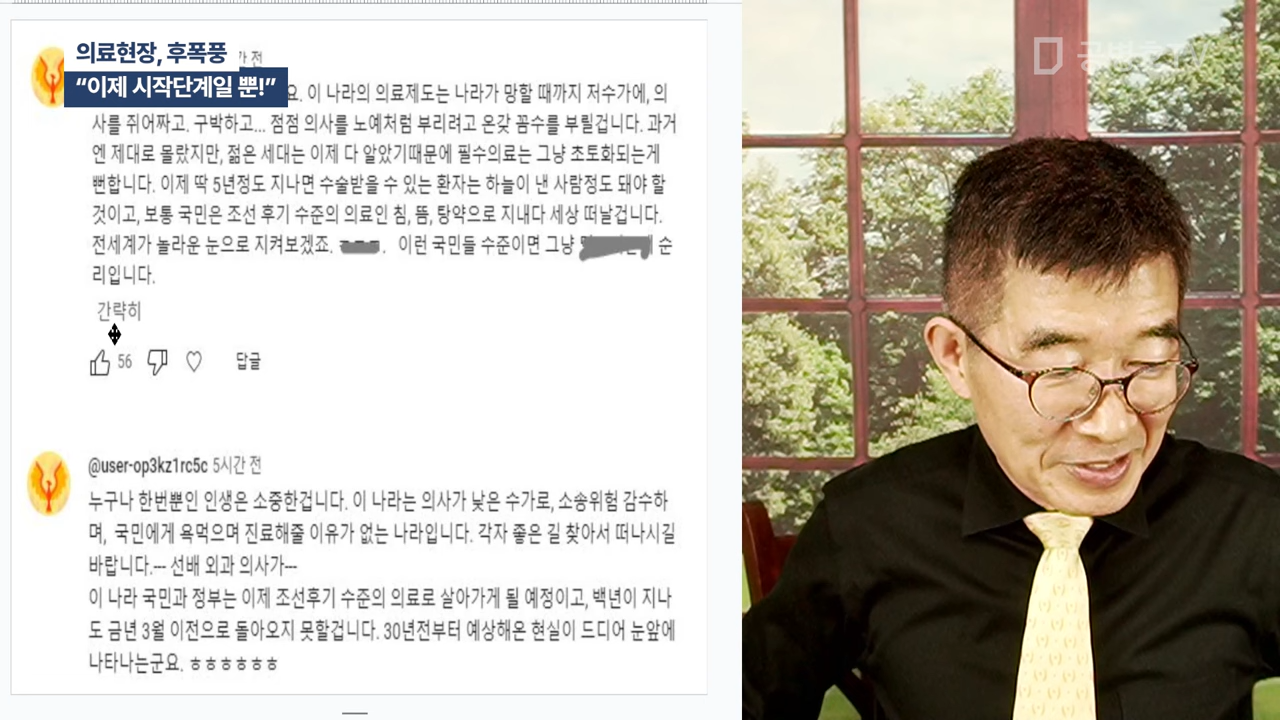 의료현장, 후폭풍
“이제 시작단계일 뿐!”
전
요. 이 나라의 의료제도는 나라가 망할 때까지 저수가에, 의
사를 쥐어짜고. 구박하고... 점점 의사를 노예처럼 부리려고 온갖 꼼수를 부릴겁니다. 과거
엔 제대로 몰랐지만, 젊은 세대는 이제 다 알았기때문에 필수의료는 그냥 초토화되는게
뻔합니다. 이제 딱 5년정도 지나면 수술받을 수 있는 환자는 하늘이 낸 사람정도 돼야 할
것이고, 보통 국민은 조선 후기 수준의 의료인 침, 뜸, 탕약으로 지내다 세상 떠날겁니다.
전세계가 놀라운 눈으로 지켜보겠죠. . 이런 국민들 수준이면 그냥 순
리입니다.
간략히
56
답글
@user-op3kz1rc5c 5시간 전
누구나 한번뿐인 인생은 소중한겁니다. 이 나라는 의사가 낮은 수가로, 소송위험 감수하
며, 국민에게 욕먹으며 진료해줄 이유가 없는 나라입니다. 각자 좋은 길 찾아서 떠나시길
바랍니다.--- 선배 외과 의사가---
이 나라 국민과 정부는 이제 조선후기 수준의 의료로 살아가게 될 예정이고, 백년이 지나
도 금년 3월 이전으로 돌아오지 못할겁니다. 30년전부터 예상해온 현실이 드디어 눈앞에
나타나는군요. ㅎㅎㅎㅎㅎㅎ
공병호TV